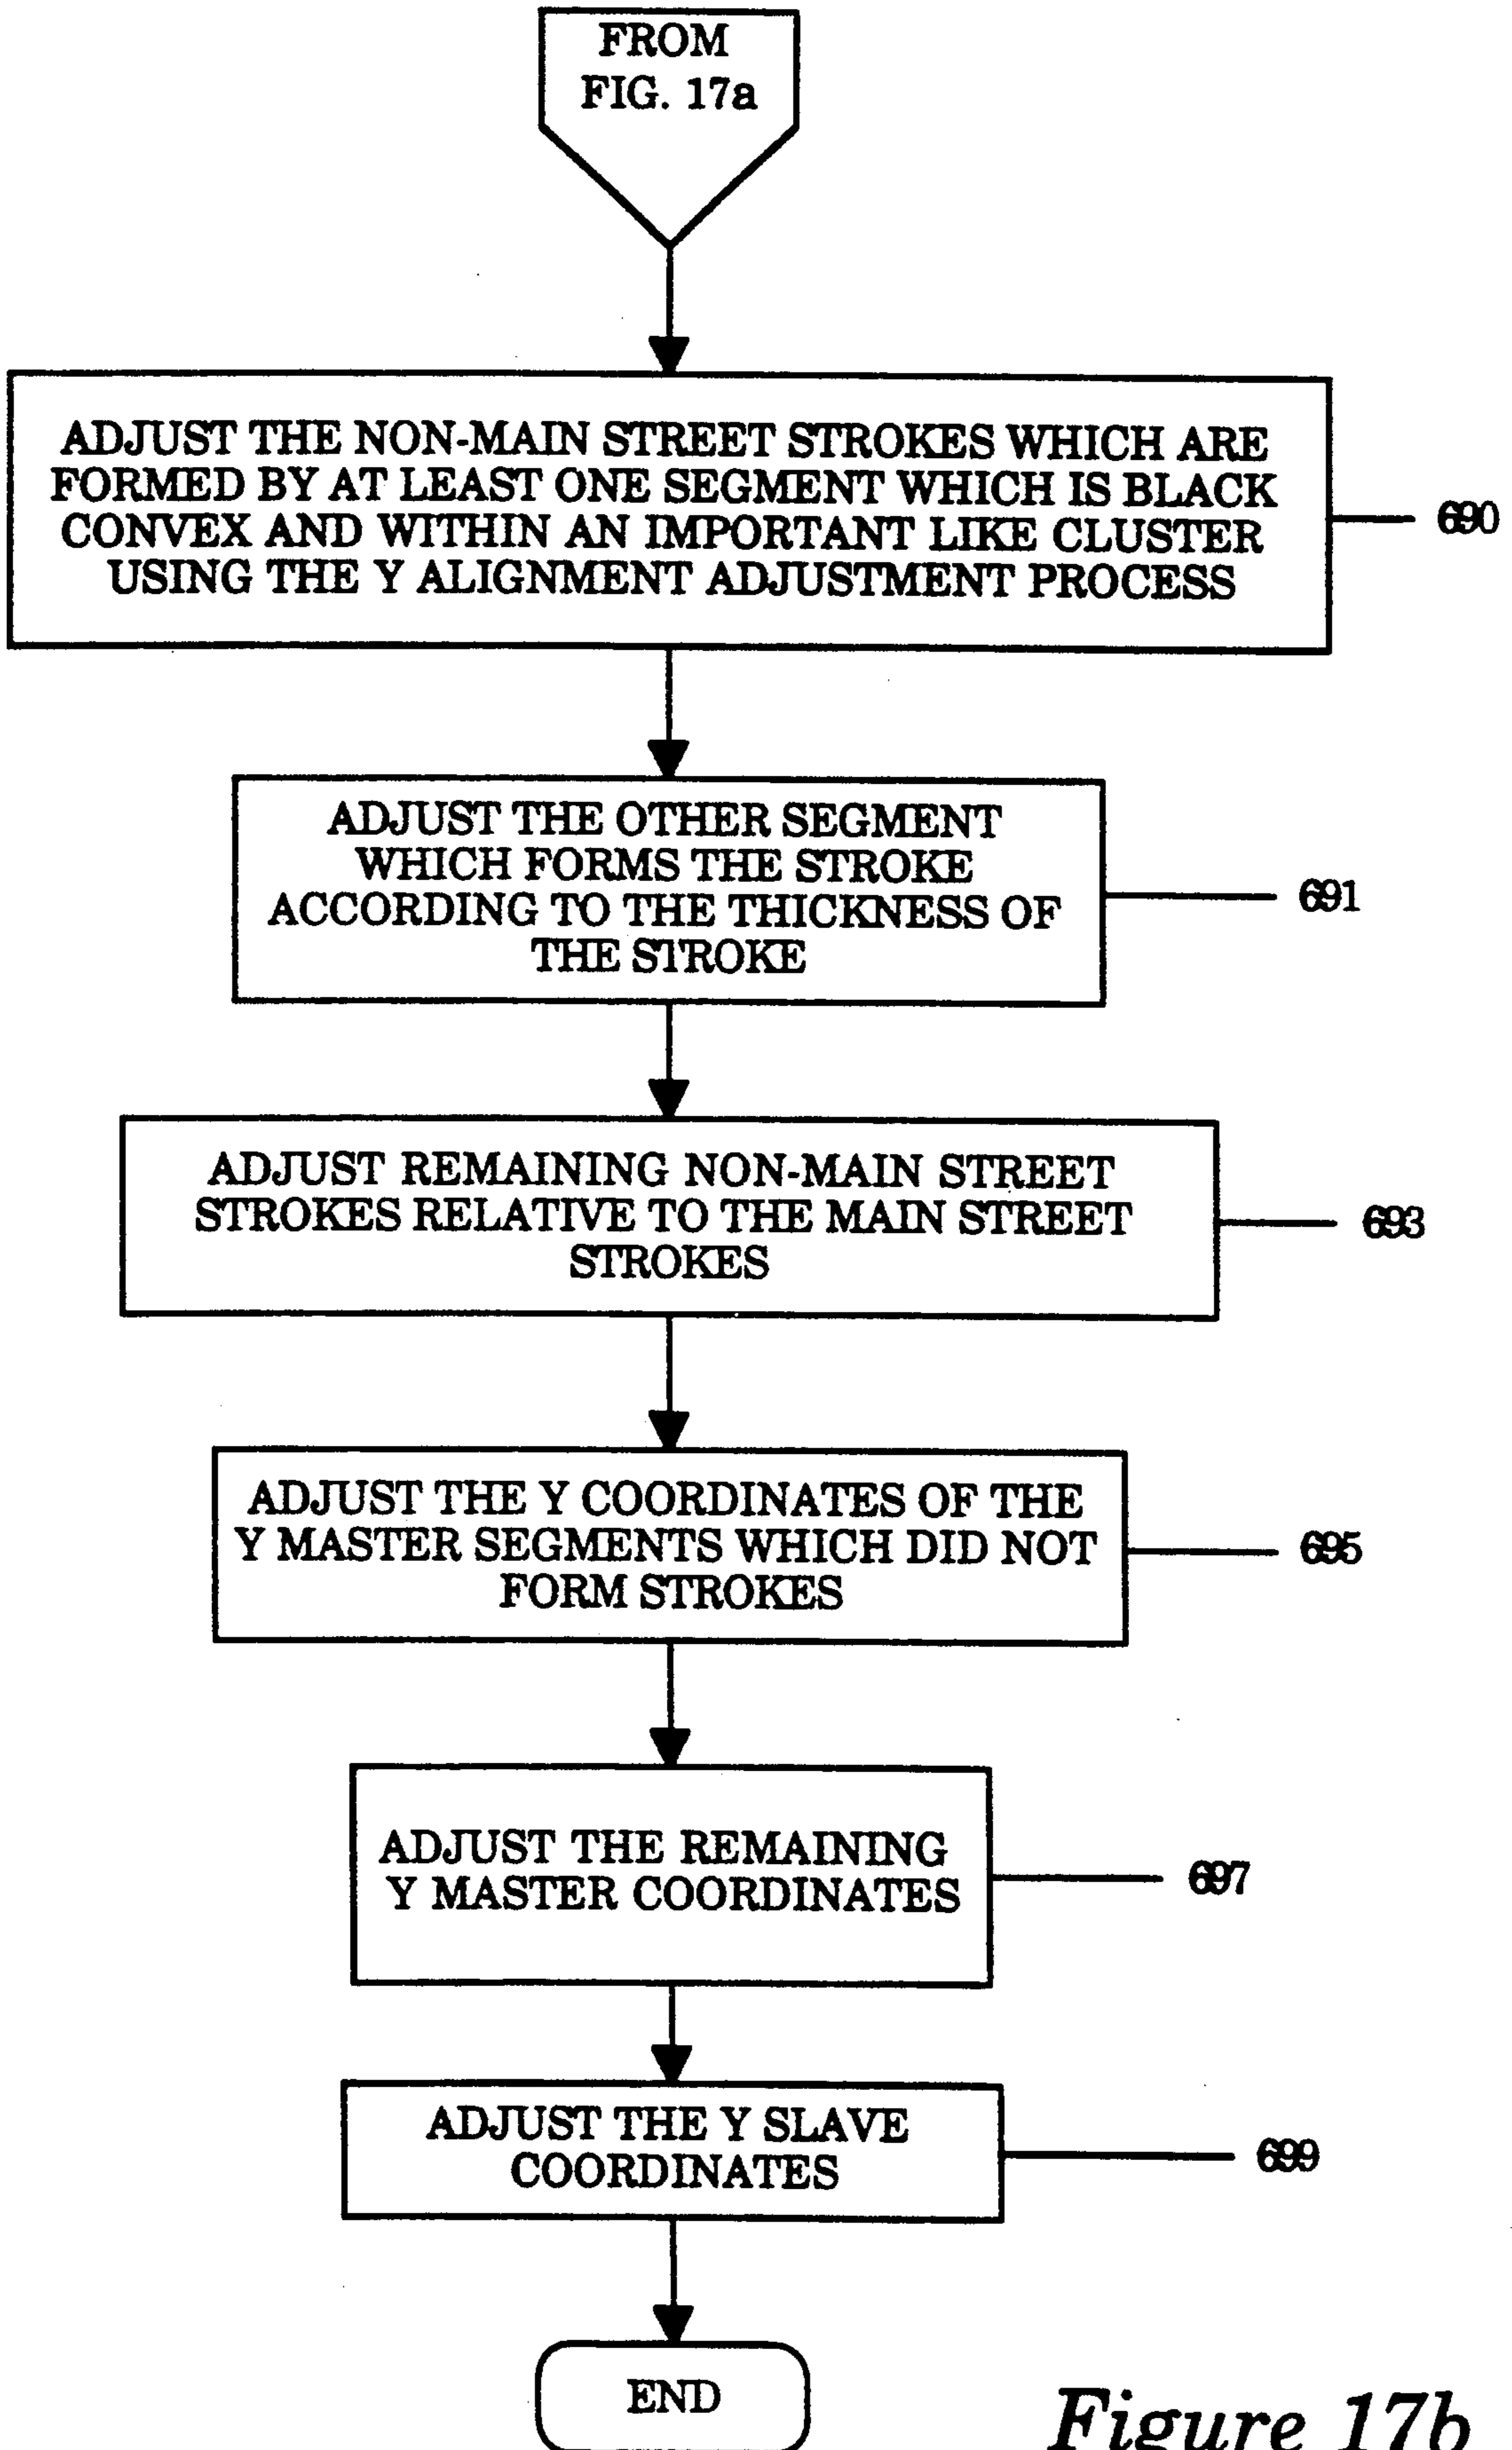 FROM
FIG. 17a
ADJUST THE NON-MAIN STREET STROKES WHICH ARE
FORMED BY AT LEAST ONE SEGMENT WHICH IS BLACK
CONVEX AND WITHIN AN IMPORTANT LIKE CLUSTER
USING THE Y ALIGNMENT ADJUSTMENT PROCESS
690
ADJUST THE OTHER SEGMENT
WHICH FORMS THE STROKE
ACCORDING TO THE THICKNESS OF
THE STROKE
691
ADJUST REMAINING NON-MAIN STREET
STROKES RELATIVE TO THE MAIN STREET
STROKES
693
ADJUST THE Y COORDINATES OF THE
Y MASTER SEGMENTS WHICH DID NOT
FORM STROKES
695
ADJUST THE REMAINING
Y MASTER COORDINATES
697
ADJUST THE Y SLAVE
COORDINATES
699
END
Figure 17b